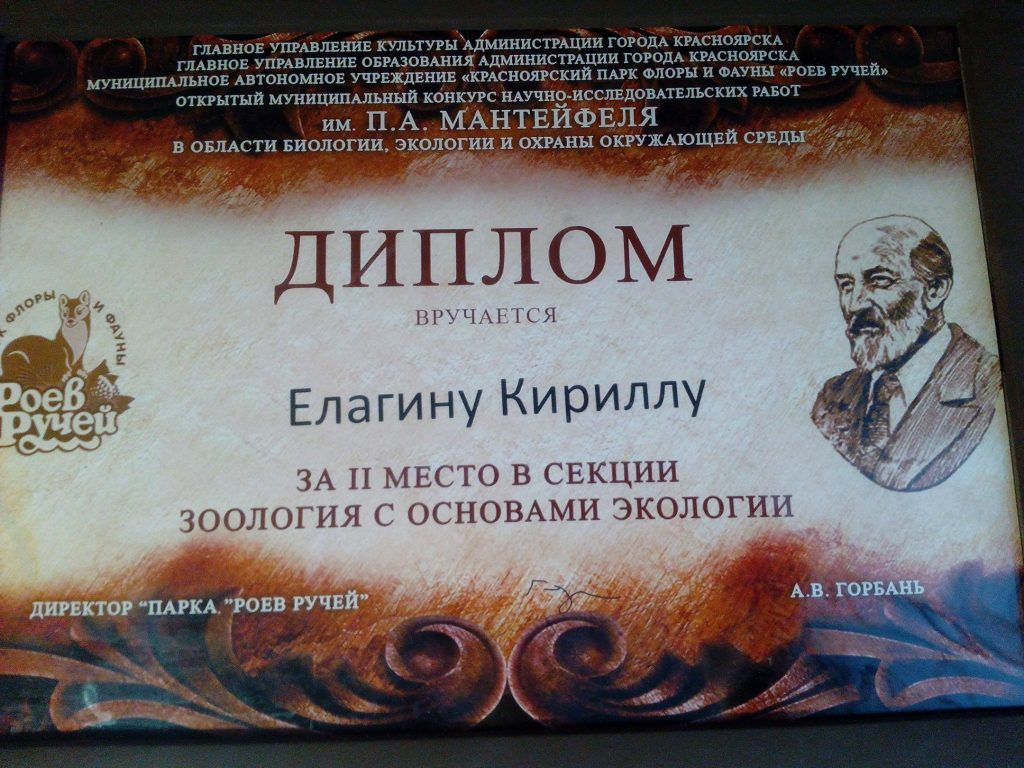 ГЛАВНОЕ УПРАВЛЕНИЕ КУЛЬТУРЫ АДМИНИСТРАЦИИ ГОРОДА КРАСНОЯРСКА
ГЛАВНОЕ УПРАВЛЕНИЕ ОБРАЗОВАНИЯ АДМИНИСТРАЦИИ ГОРОДА КРАСНОЯРСКА
МУНИЦИПАЛЬНОЕ АВТОНОМНОЕ УЧРЕЖДЕНИЕ «КРАСНОЯРСКИЙ ПАРК ФЛОРЫ И ФАУНЫ «РОЕВ РУЧЕЙ»
ОТКРЫТЫЙ МУНИЦИПАЛЬНЫЙ КОНКУРС НАУЧНО-ИССЛЕДОВАТЕЛЬСКИХ РАБОТ
ИМ. П.А. МАНТЕЙФЕЛЯ
В ОБЛАСТИ БИОЛОГИИ, ЭКОЛОГИИ И ОХРАНЫ ОКРУЖАЮЩЕЙ СРЕДЫ
ДИПЛОМ
ВРУЧАЕТСЯ
К ФЛОРЫ И ФАУНЫ
Роев
Ручей
Елагину Кириллу
ЗА II МЕСТО В СЕКЦИИ
ЗООЛОГИЯ С ОСНОВАМИ ЭКОЛОГИИ
ДИРЕКТОР "ПАРКА "РОЕВ РУЧЕЙ"
А.В. ГОРБАНЬ